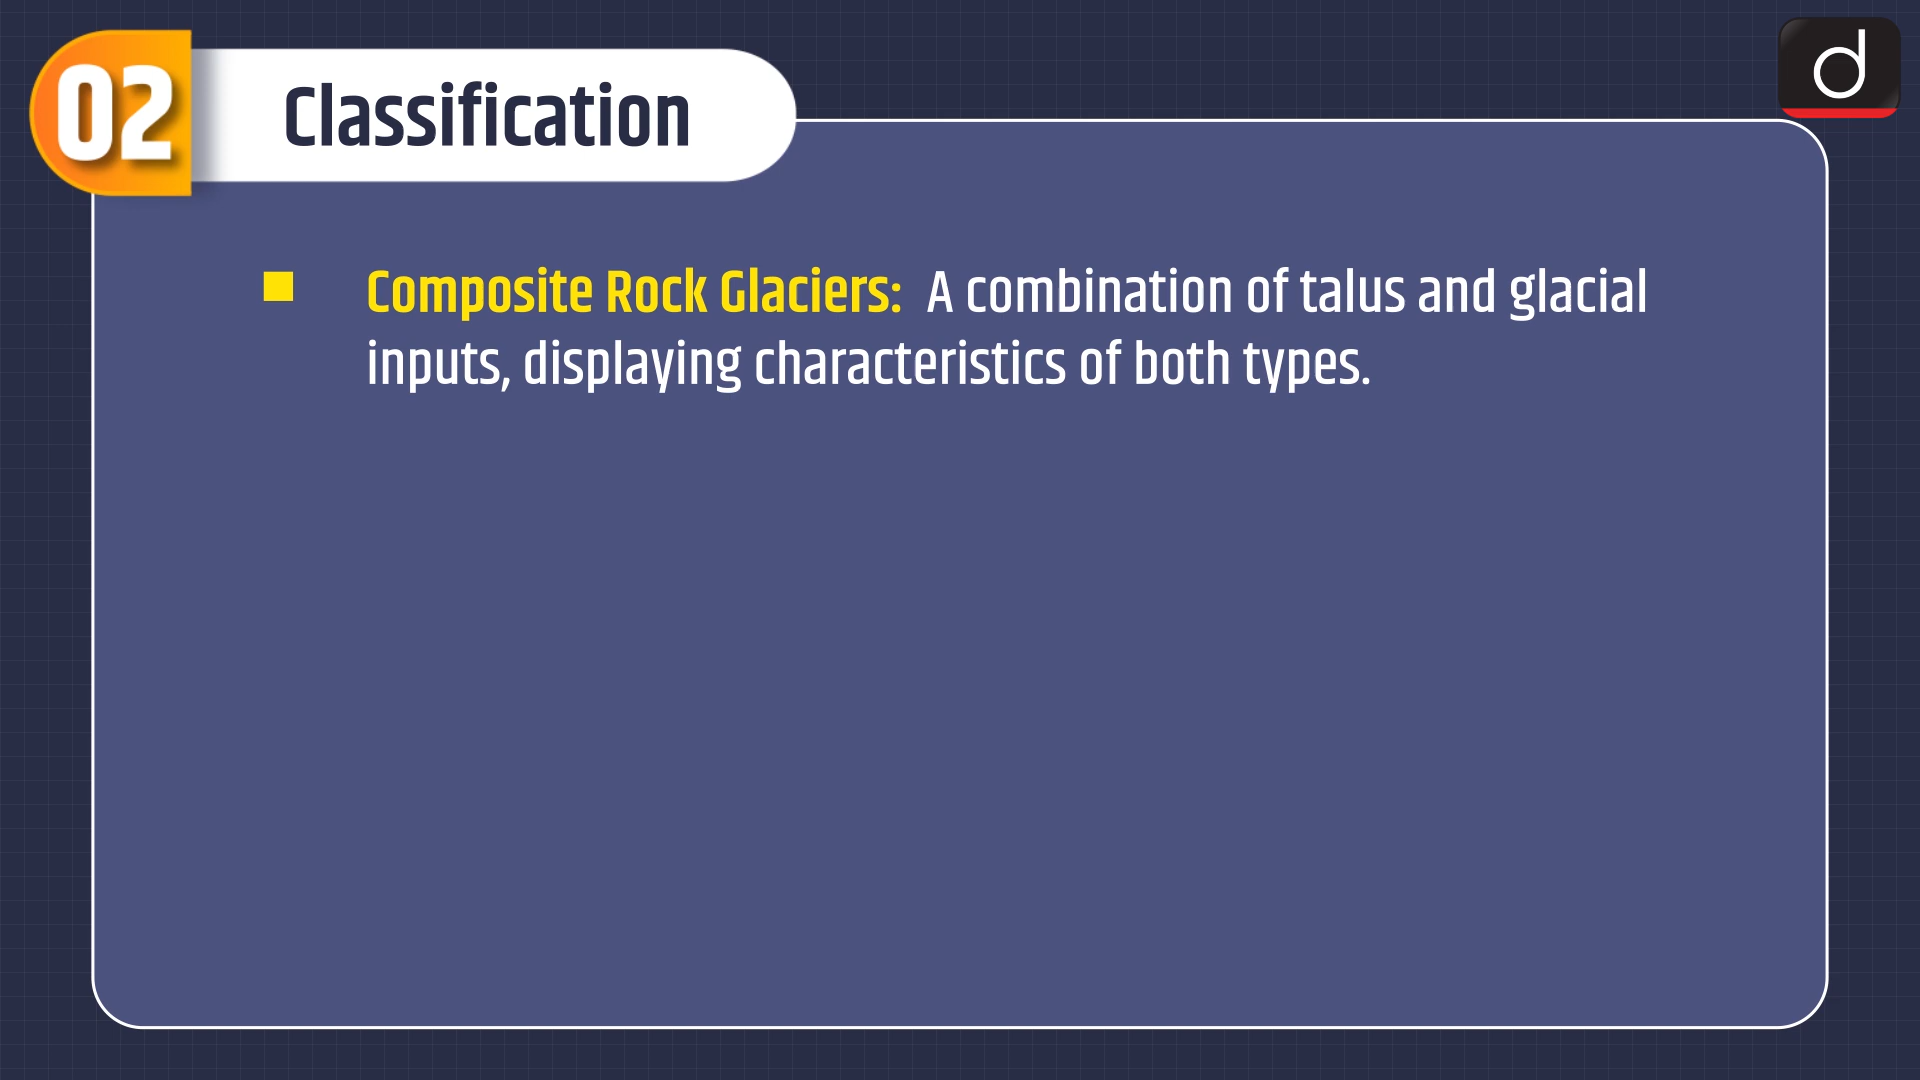 02
Classification
d
Composite Rock Glaciers: A combination of talus and glacial
inputs, displaying characteristics of both types.